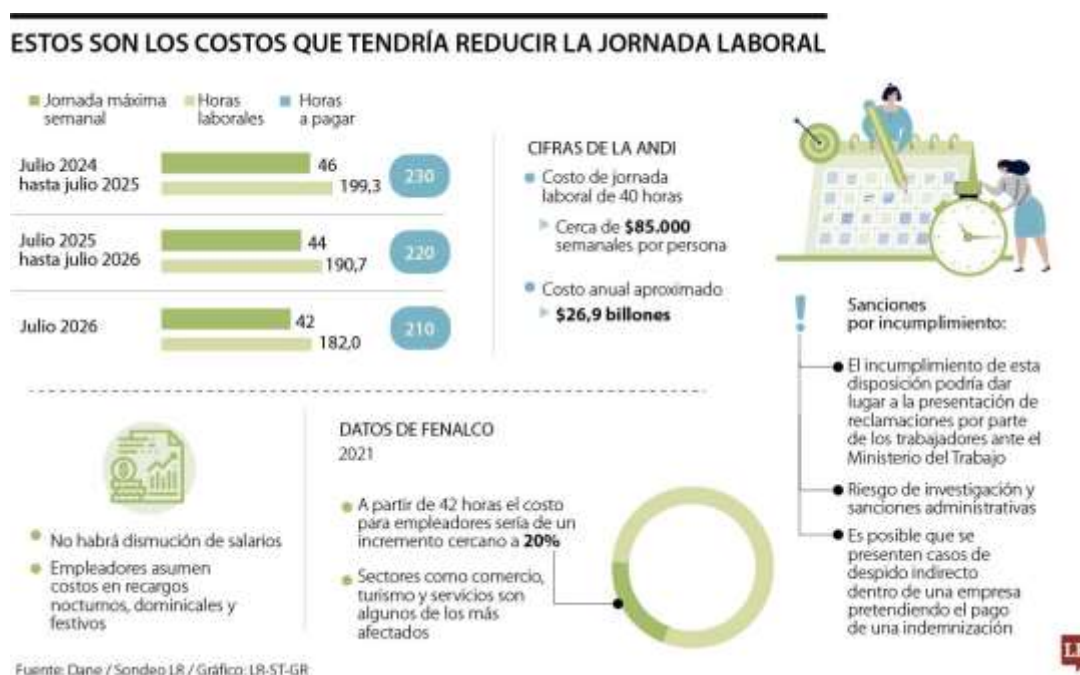 ESTOS SON LOS COSTOS QUE TENDRÍA REDUCIR LA JORNADA LABORAL
Jornada máxima
semanal
Horas
laborales
Horas
a pagar
Julio 2024
hasta julio 2025
46
199,3
230
Julio 2025
hasta julio 2026
44
190,7
220
Julio 2026
42
182,0
210
CIFRAS DE LA ANDI
Costo de jornada
laboral de 40 horas
Cerca de $85.000
semanales por persona
Costo anual aproximado
$26,9 billones
Sanciones
por incumplimiento:
El incumplimiento de esta
disposición podría dar
lugar a la presentación de
reclamaciones por parte
de los trabajadores ante el
Ministerio del Trabajo
Riesgo de investigación y
sanciones administrativas
Es posible que se
presenten casos de
despido indirecto
dentro de una empresa
pretendiendo el pago
de una indemnización
No habrá dismución de salarios
Empleadores asumen
costos en recargos
nocturnos, dominicales y
festivos
DATOS DE FENALCO
2021
A partir de 42 horas el costo
para empleadores sería de un
incremento cercano a 20%
Sectores como comercio,
turismo y servicios son
algunos de los más
afectados
Fuente: Dane / Sondeo LR / Gráfico: LR-ST-GR